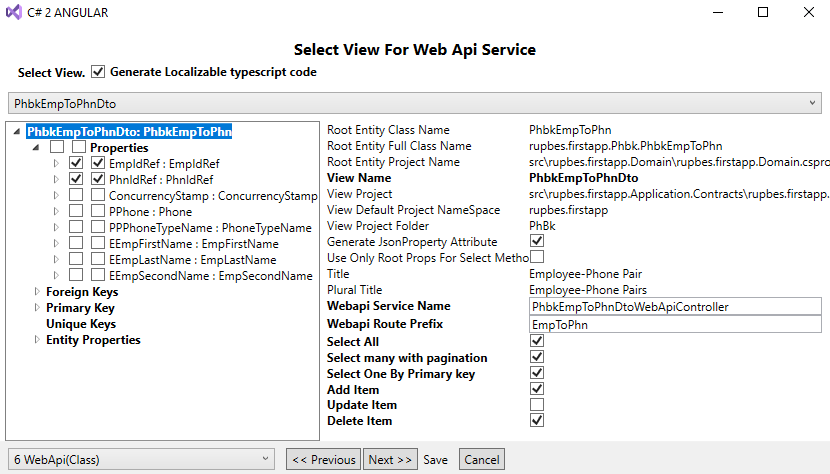 C# 2 ANGULAR
Select View For Web Api Service
Select View. Generate Localizable typescript code
PhbkEmpToPhnDto
PhbkEmpToPhnDto: PhbkEmpToPhn
Properties
EmpIdRef : EmpIdRef
PhnIdRef : PhnIdRef
ConcurrencyStamp : ConcurrencyStamp
PPhone : Phone
PPPhoneTypeName : PhoneTypeName
EEmpFirstName : EmpFirstName
EEmpLastName : EmpLastName
EEmpSecondName : EmpSecondName
Foreign Keys
Primary Key
Unique Keys
Entity Properties
Root Entity Class Name PhbkEmpToPhn
Root Entity Full Class Name rupbes.firstapp.Phbk.PhbkEmpToPhn
Root Entity Project Name src\rupbes.firstapp.Domain\rupbes.firstapp.Domain.cspro
View Name PhbkEmpToPhnDto
View Project src\rupbes.firstapp.Application.Contracts\rupbes.firstapp.
View Default Project NameSpace rupbes.firstapp
View Project Folder PhBk
Generate JsonProperty Attribute
Use Only Root Props For Select Metho
Title Employee-Phone Pair
Plural Title Employee-Phone Pairs
Webapi Service Name PhbkEmpToPhnDtoWebApiController
Webapi Route Prefix EmpToPhn
Select All
Select many with pagination
Select One By Primary key
Add Item
Update Item
Delete Item
6 WebApi(Class) << Previous Next >> Save Cancel